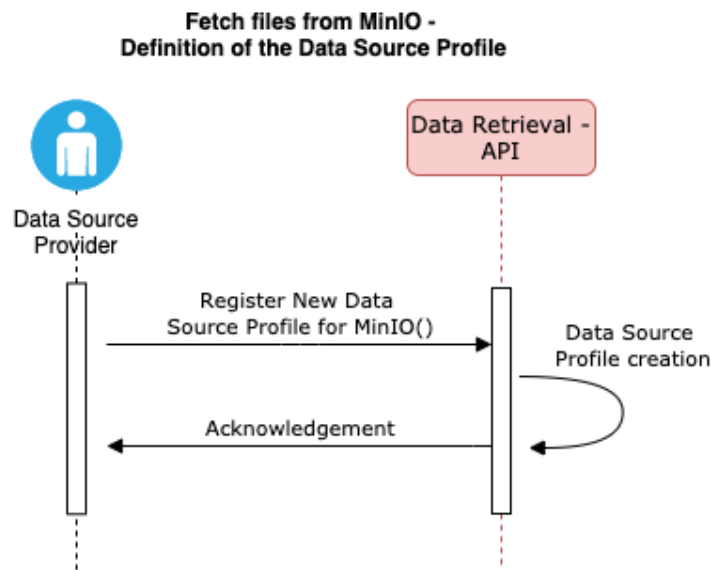 Fetch files from MinIO -
Definition of the Data Source Profile
Data Retrieval -
API
Data Source
Provider
Register New Data
Source Profile for MinIO()
Data Source
Profile creation
Acknowledgement